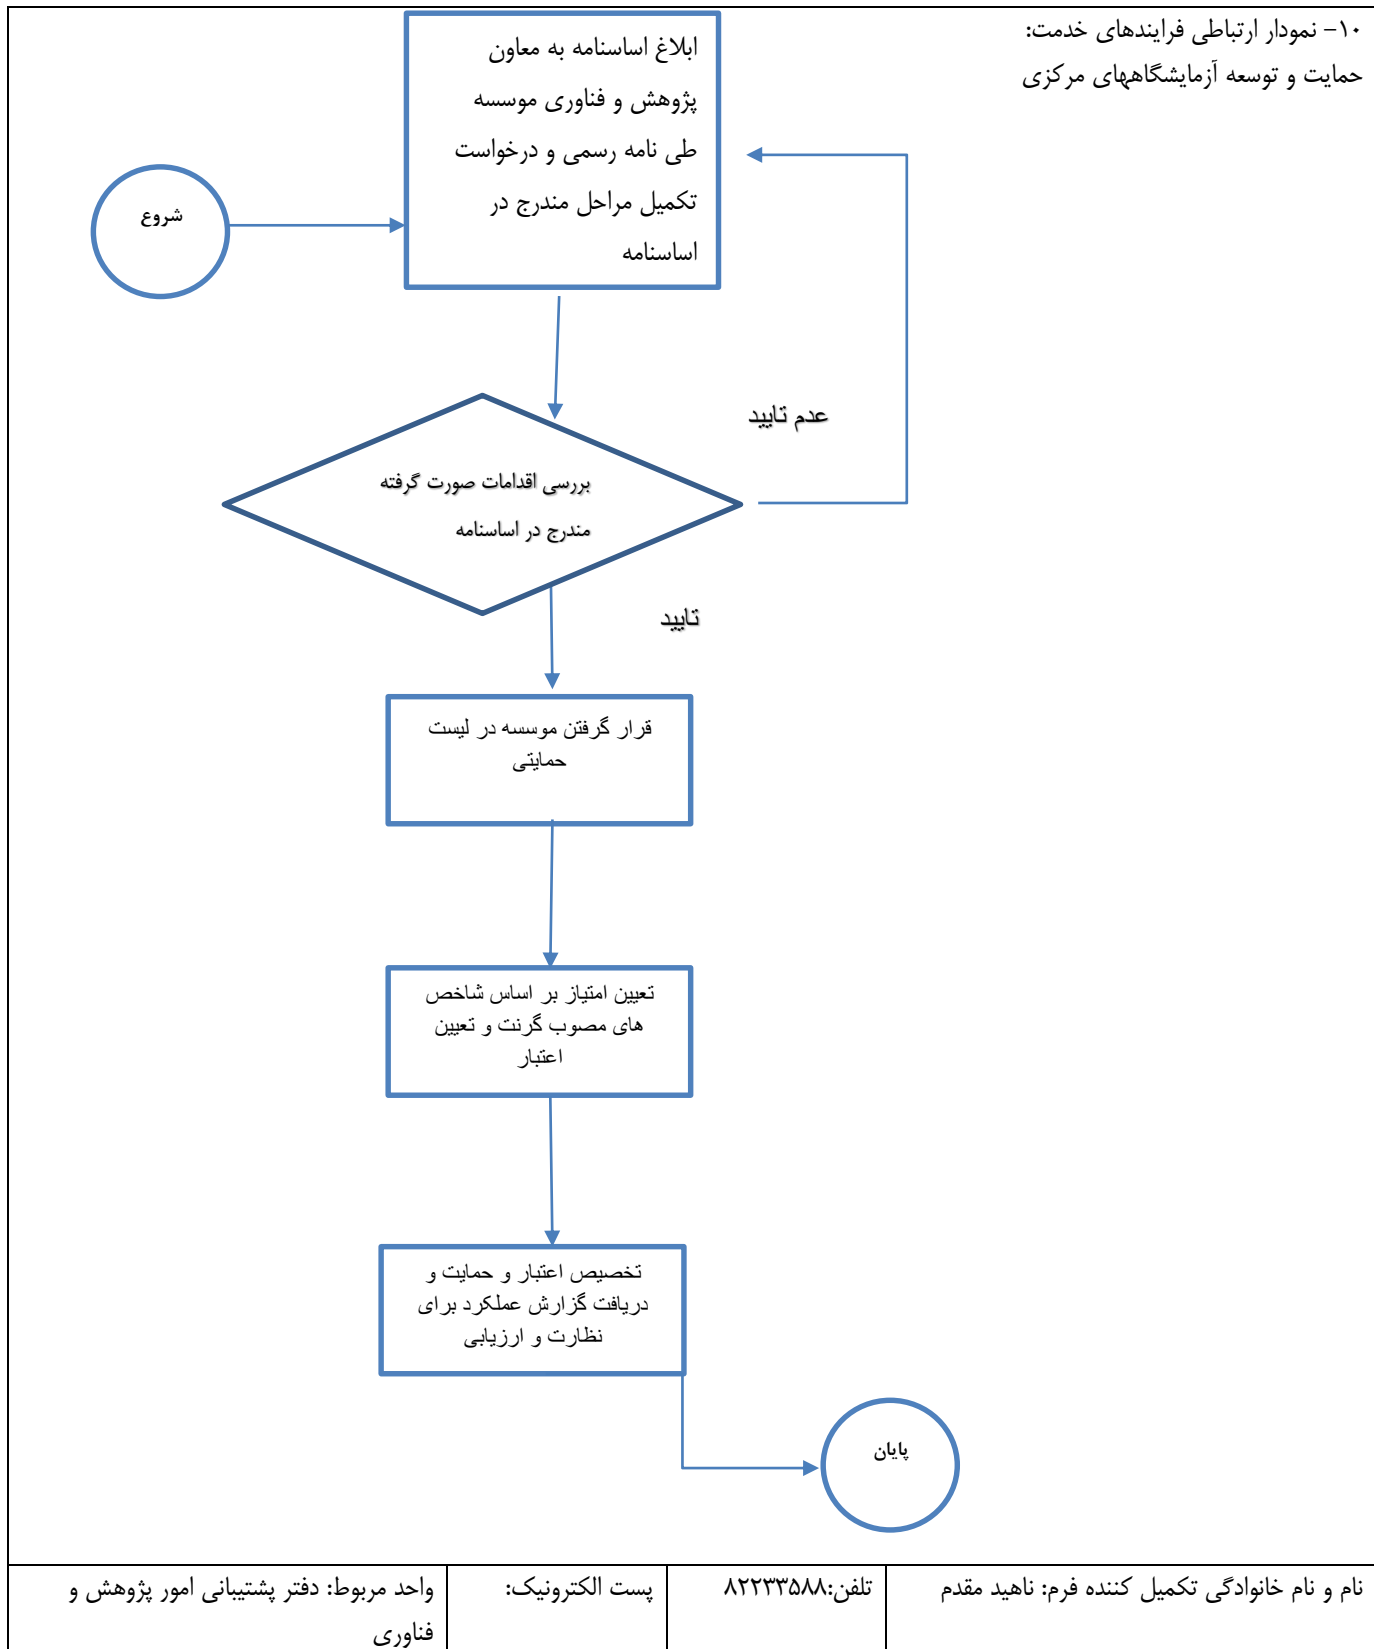 ۱۰- نمودار ارتباطی فرایندهای خدمت:
حمایت و توسعه آزمایشگاههای مرکزی
ابلاغ اساسنامه به معاون
پژوهش و فناوری موسسه
طی نامه رسمی و درخواست
تکمیل مراحل مندرج در
اساسنامه
شروع
عدم تایید
بررسی اقدامات صورت گرفته
مندرج در اساسنامه
تایید
قرار گرفتن موسسه در لیست
حمایتی
تعیین امتیاز بر اساس شاخص
های مصوب گرنت و تعیین
اعتبار
تخصیص اعتبار و حمایت و
دریافت گزارش عملکرد برای
نظارت و ارزیابی
پایان
نام و نام خانوادگی تکمیل کننده فرم: ناهید مقدم
تلفن:۸۲۲۳۳۵۸۸
پست الکترونیک:
واحد مربوط: دفتر پشتیبانی امور پژوهش و
فناوری